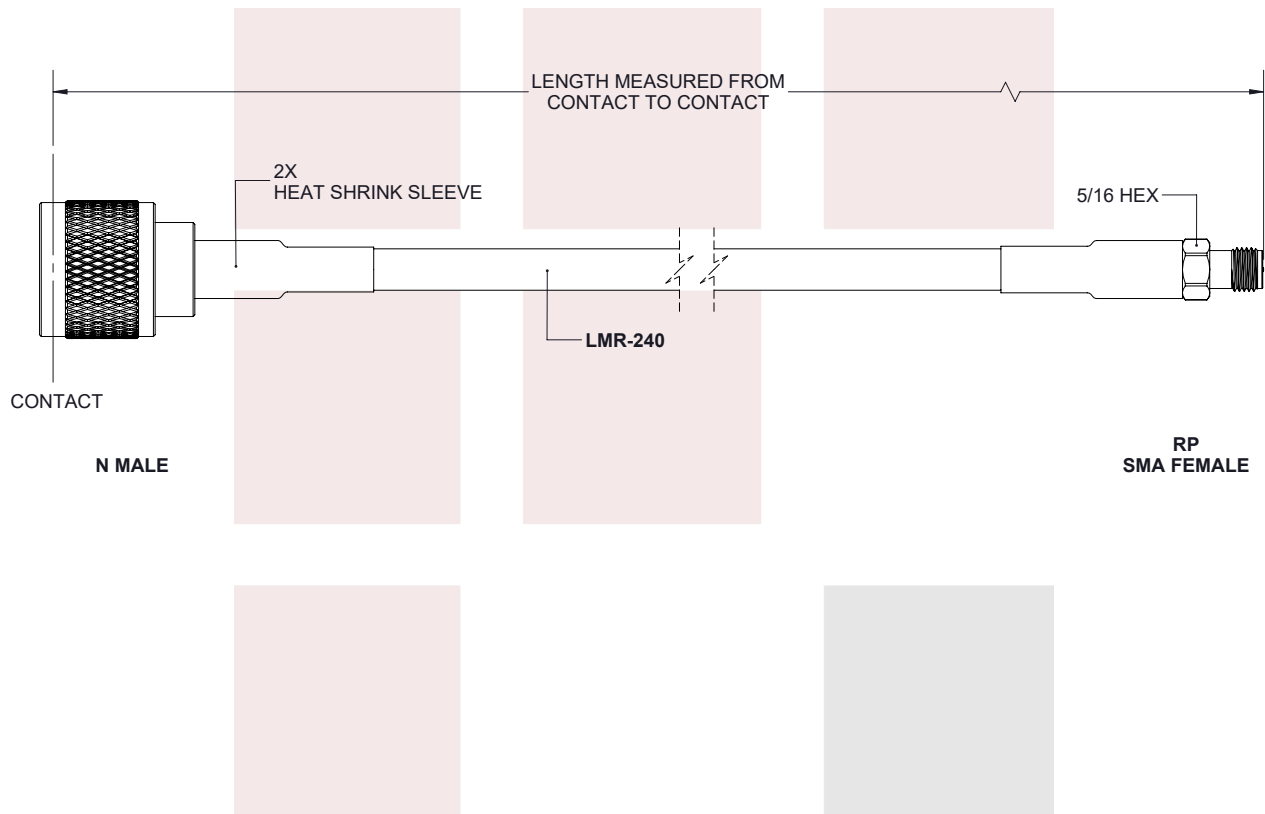 LENGTH MEASURED FROM
CONTACT TO CONTACT
2X
HEAT SHRINK SLEEVE
5/16 HEX
LMR-240
CONTACT
N MALE
RP
SMA FEMALE